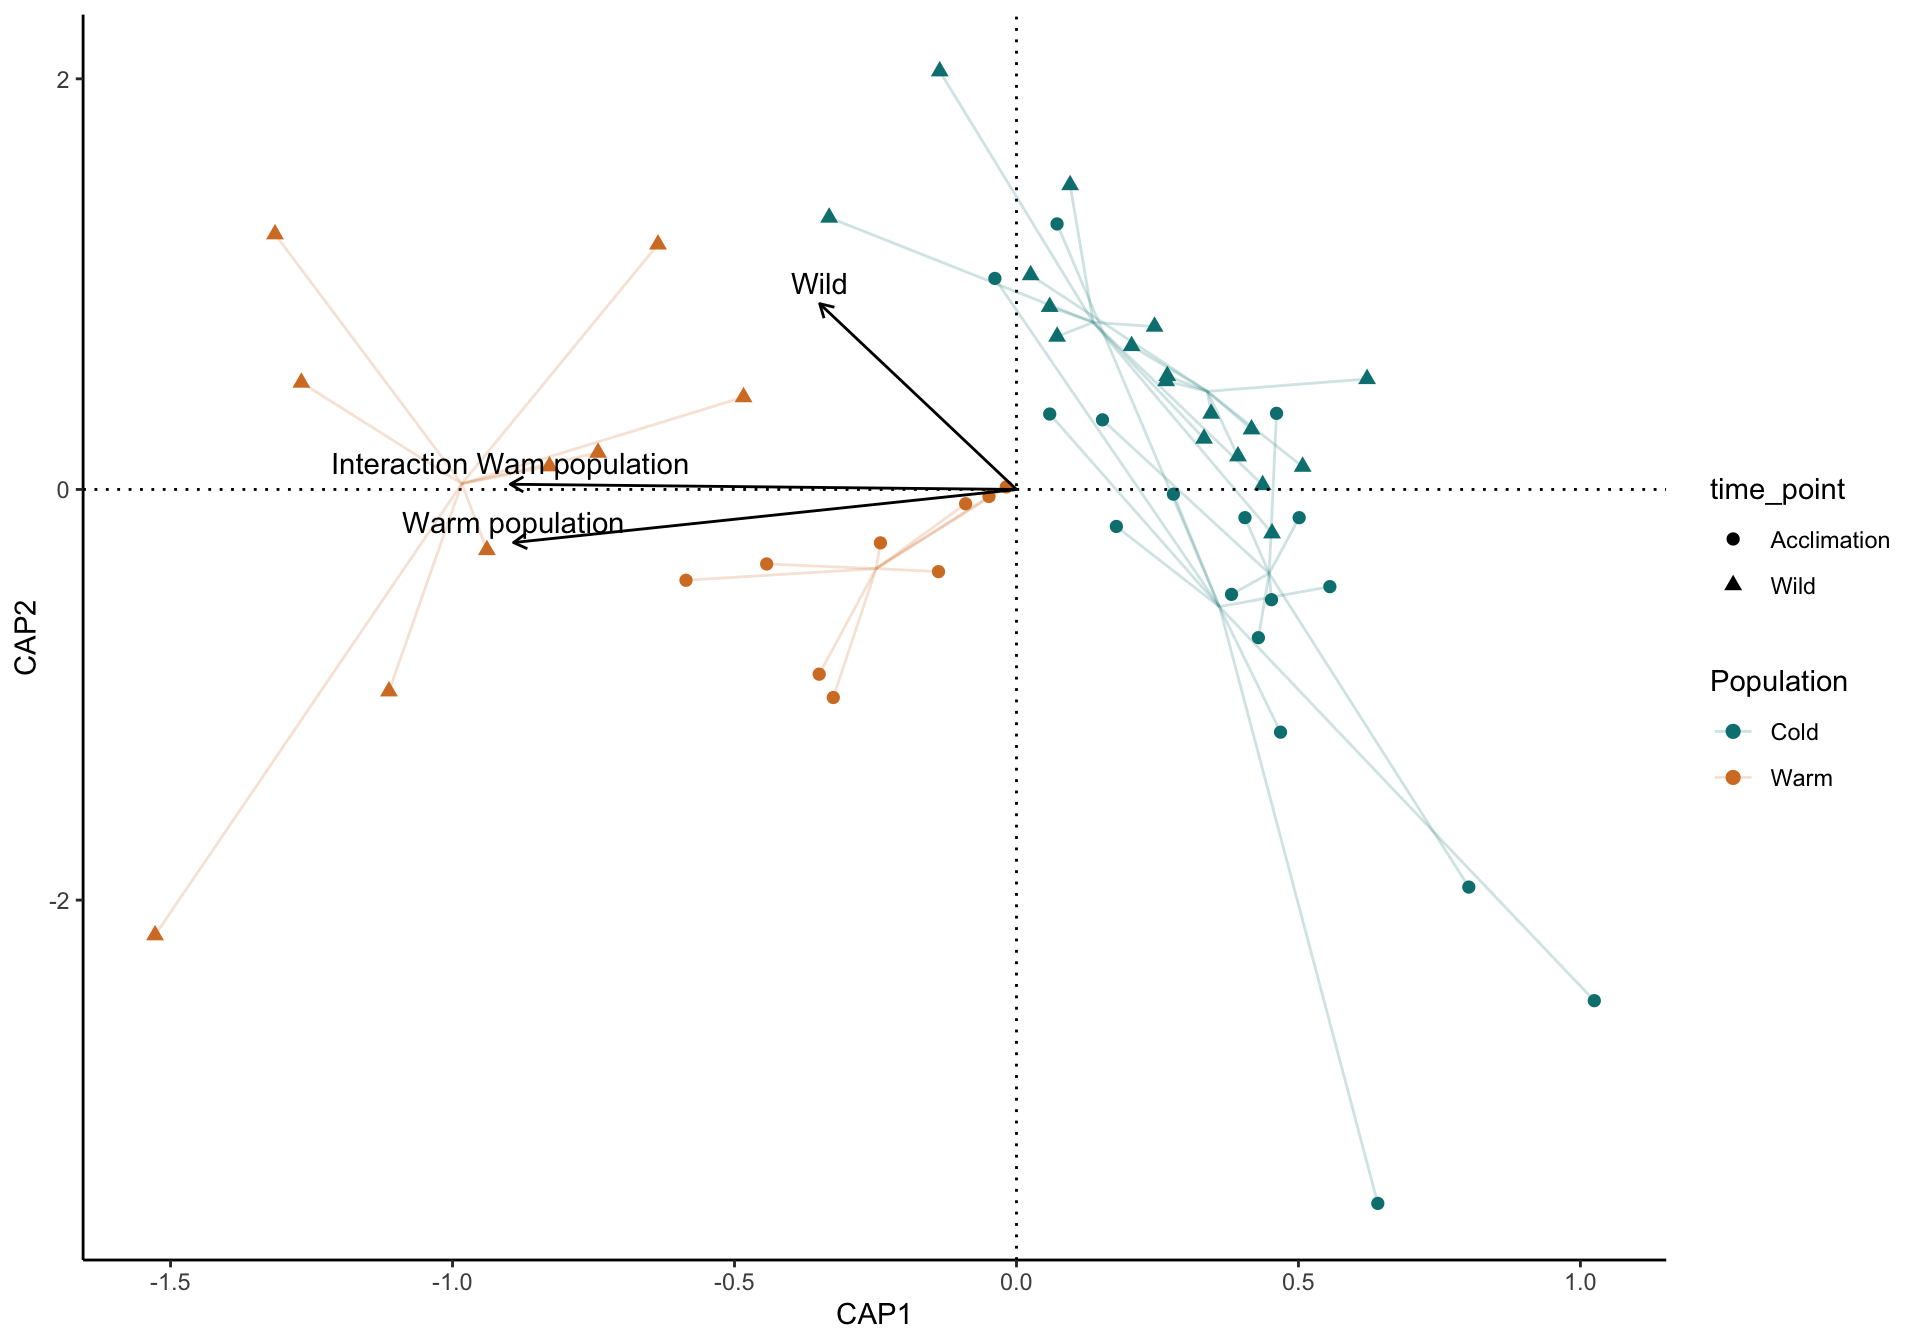 2
0
-2
CAP2
-1.5
-1.0
-0.5
0.0
0.5
1.0
CAP1
Wild
Interaction Wam population
Warm population
time_point
Acclimation
Wild
Population
Cold
Warm